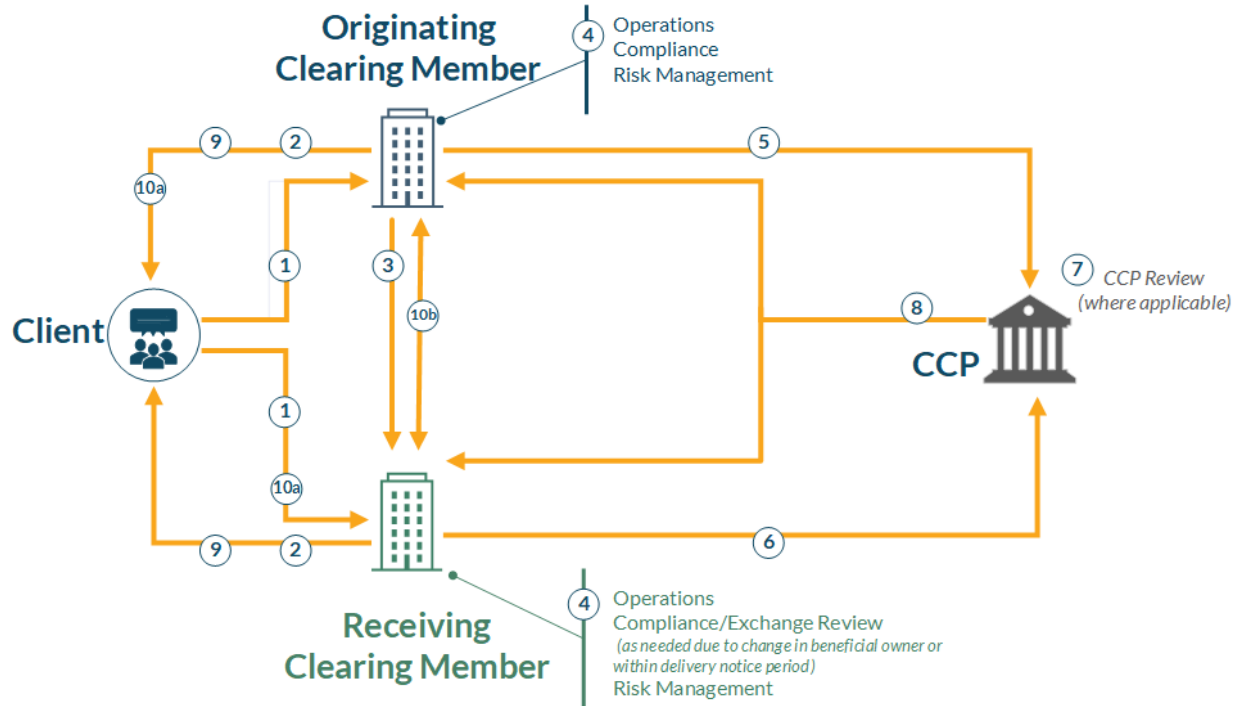 Originating
Clearing Member
4
Operations
Compliance
Risk Management
9
2
5
10a
1
3
7
CCP Review
(where applicable)
10b
8
Client
CCP
1
10a
9
2
6
Receiving
Clearing Member
4
Operations
Compliance/Exchange Review
(as needed due to change in beneficial owner or
within delivery notice period)
Risk Management